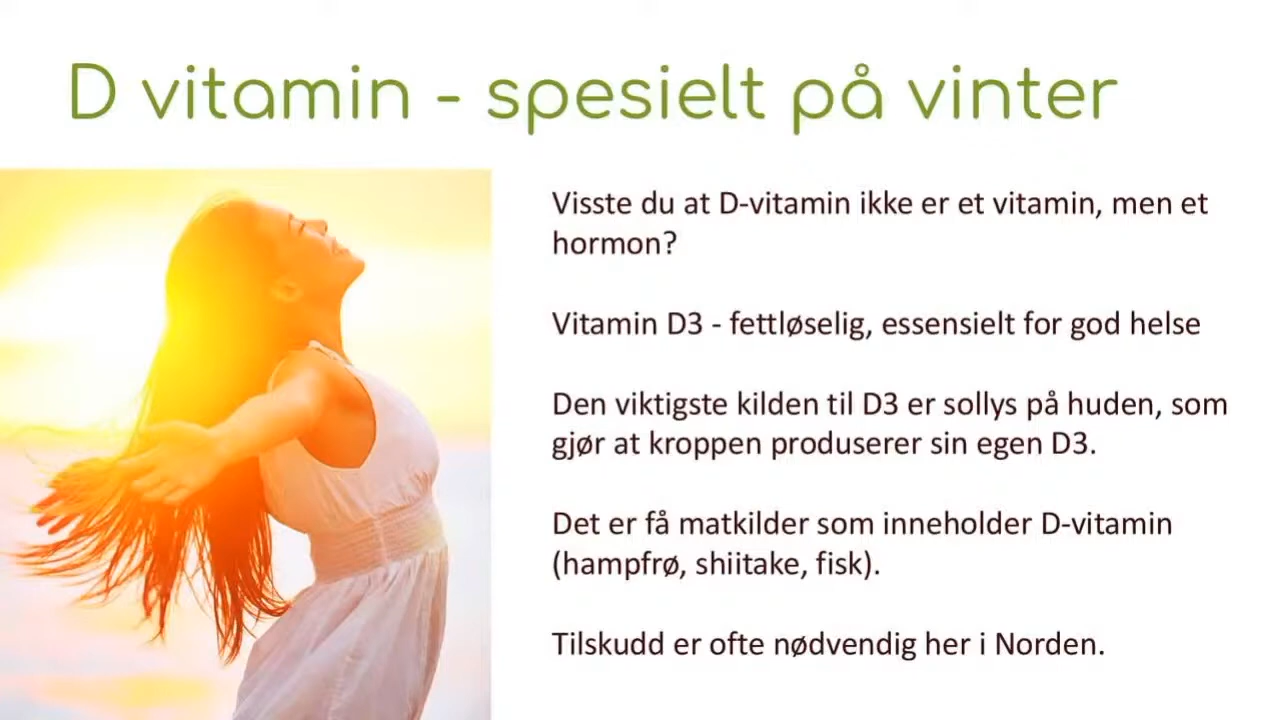 D vitamin - spesielt på vinter
Visste du at D-vitamin ikke er et vitamin, men et
hormon?
Vitamin D3 - fettløselig, essensielt for god helse
Den viktigste kilden til D3 er sollys på huden, som
gjør at kroppen produserer sin egen D3.
Det er få matkilder som inneholder D-vitamin
(hampfrø, shiitake, fisk).
Tilskudd er ofte nødvendig her i Norden.